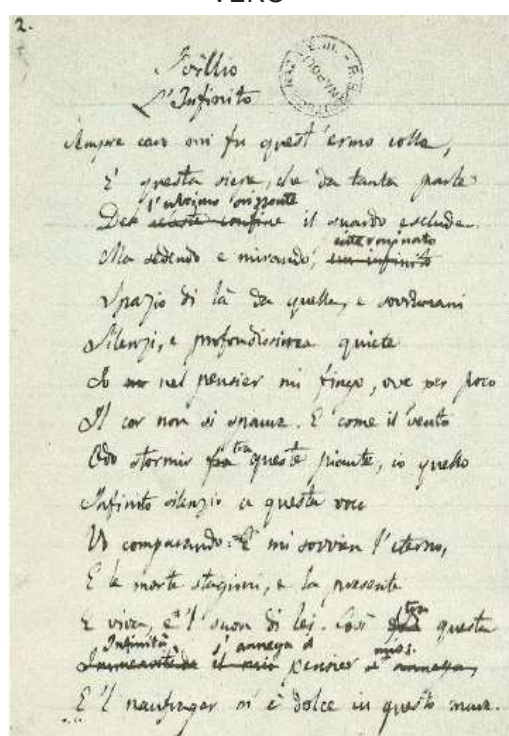 2.
Idillio
L'Infinito
Sempre caro mi fu quest'ermo colle,
E questa siepe, che da tanta parte
l'ultimo orizzonte
Del celeste confine il guardo esclude.
interminato
Ma sedendo e mirando, un infinito
Spazio di là da quella, e sovrumani
Silenzi, e profondissima quiete
Io nel pensier mi fingo, ove per poco
Il cor non si spaura. E come il vento
tra
Odo stormir fra queste piante, io quello
Infinito silenzio a questa voce
Vo comparando: E mi sovvien l'eterno,
E le morte stagioni, e la presente
tra
E viva, e 'l suon di lei. Così fra questa
Infinità s'annega il mio
Immensitade il mio pensier s'annega,
E 'l naufragar m'è dolce in questo mare.